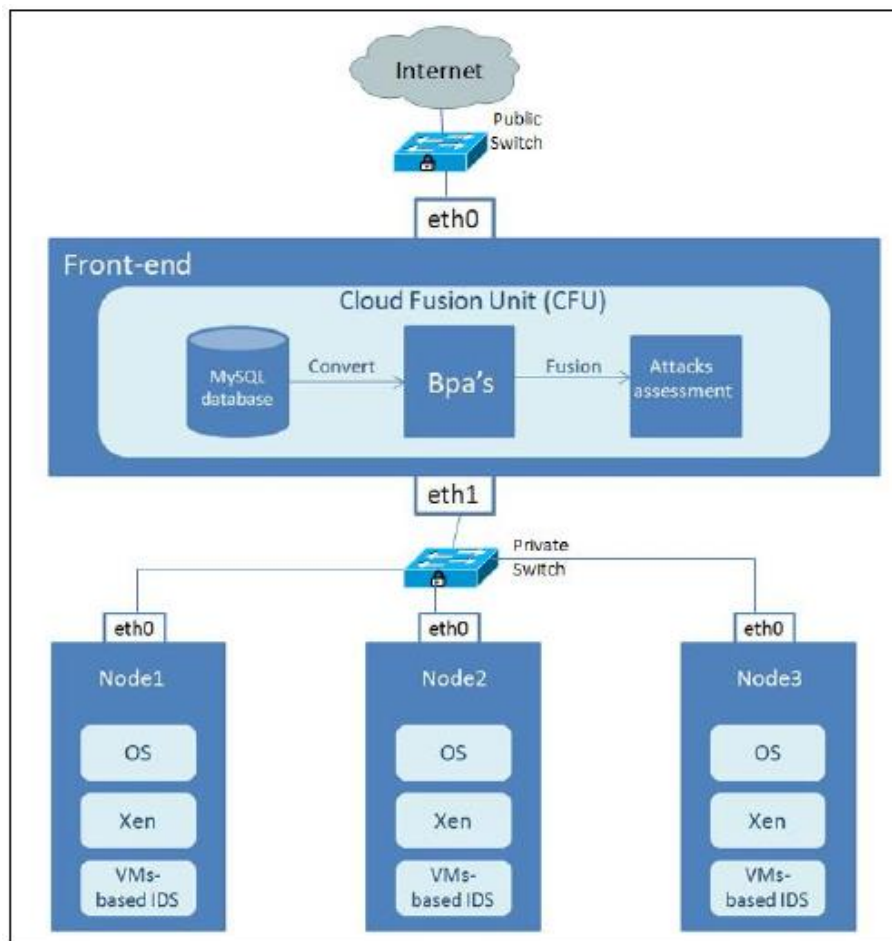 Internet
Public
Switch
eth0
Front-end
Cloud Fusion Unit (CFU)
MySQL
database
Convert
Bpa's
Fusion
Attacks
assessment
eth1
Private
Switch
eth0
eth0
eth0
Node1
Node2
Node3
OS
OS
OS
Xen
Xen
Xen
VMs-
based IDS
VMs-
based IDS
VMs-
based IDS